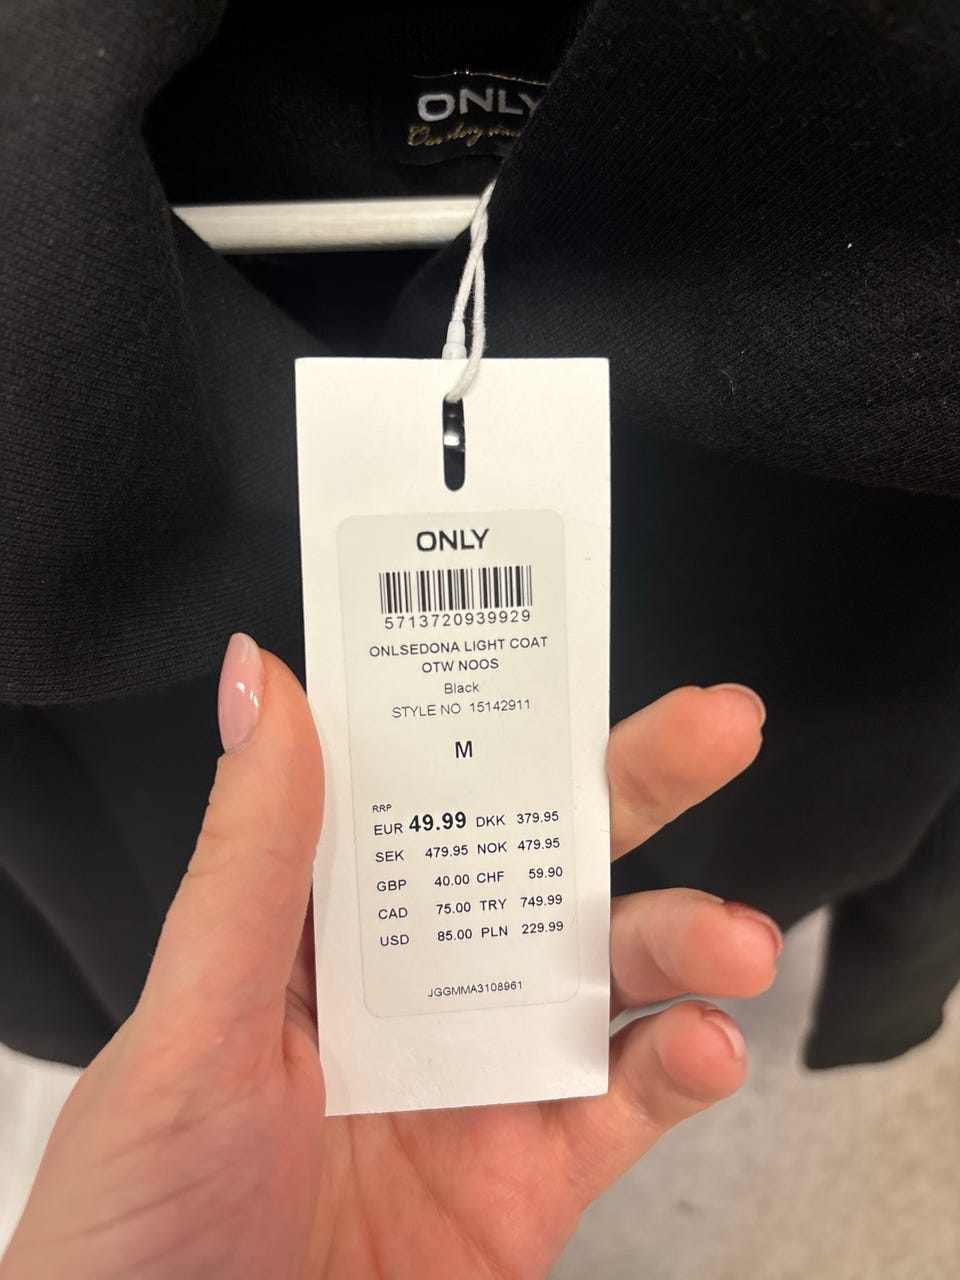 ONLY
ONLY
5713720939929
ONLSEDONA LIGHT COAT
OTW NOOS
Black
STYLE NO 15142911
M
RRP
EUR 49.99 DKK 379.95
SEK 479.95 NOK 479.95
GBP 40.00 CHF 59.90
CAD 75.00 TRY 749.99
USD 85.00 PLN 229.99
JGGMMA3108961